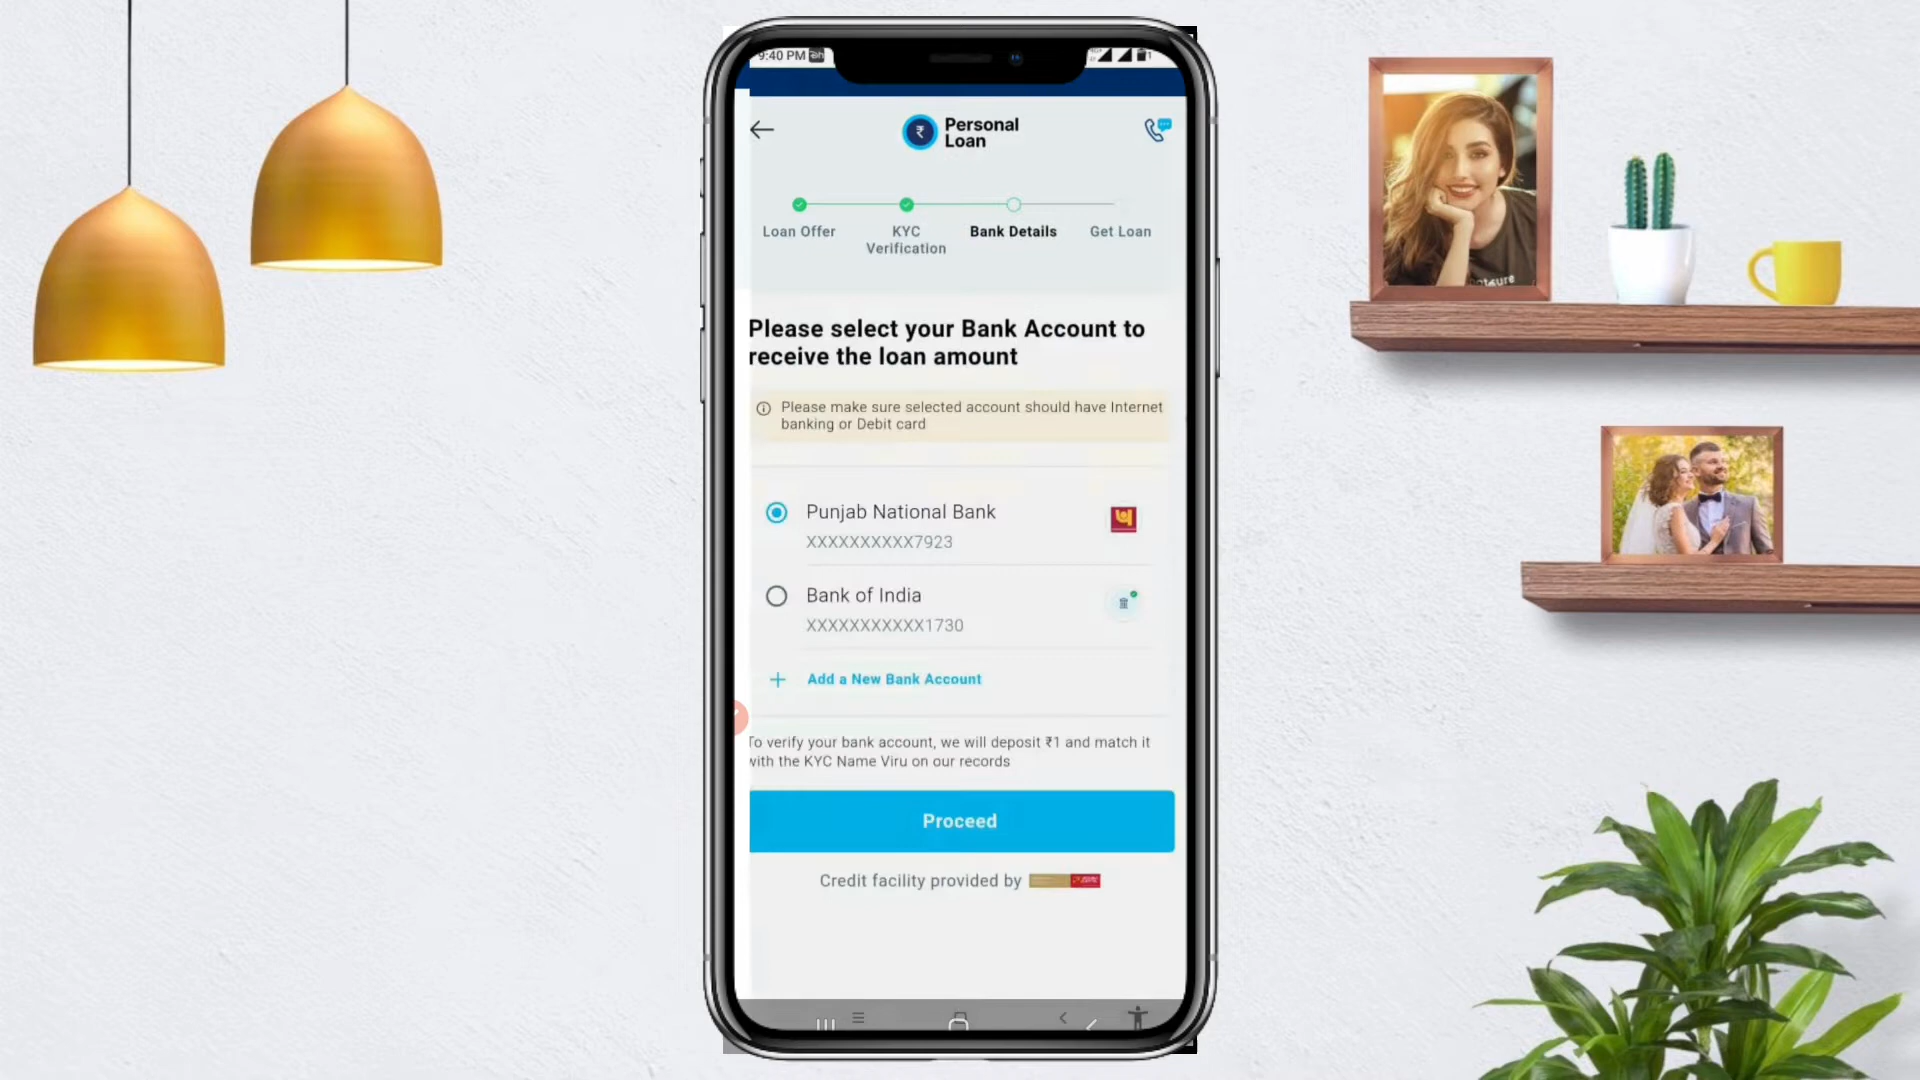 9:40 PM
Personal
Loan
Loan Offer
KYC
Verification
Bank Details
Get Loan
Please select your Bank Account to
receive the loan amount
Please make sure selected account should have Internet
banking or Debit card
Punjab National Bank
XXXXXXXXXX7923
Bank of India
XXXXXXXXXXX1730
Add a New Bank Account
To verify your bank account, we will deposit ₹1 and match it
with the KYC Name Viru on our records
Proceed
Credit facility provided by